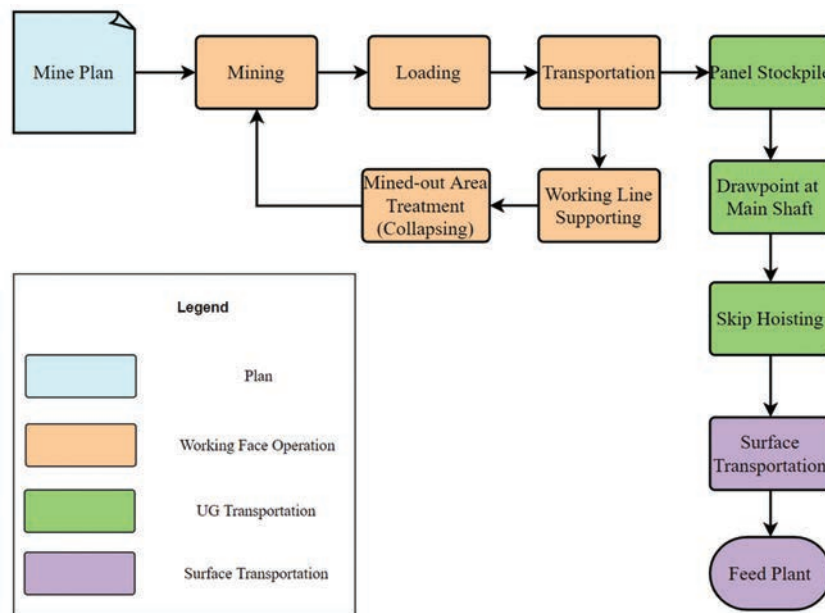 Mine Plan
Mining
Loading
Transportation
Panel Stockpile
Mined-out Area
Treatment
(Collapsing)
Working Line
Supporting
Drawpoint at
Main Shaft
Skip Hoisting
Surface
Transportation
Feed Plant
Legend
Plan
Working Face Operation
UG Transportation
Surface Transportation